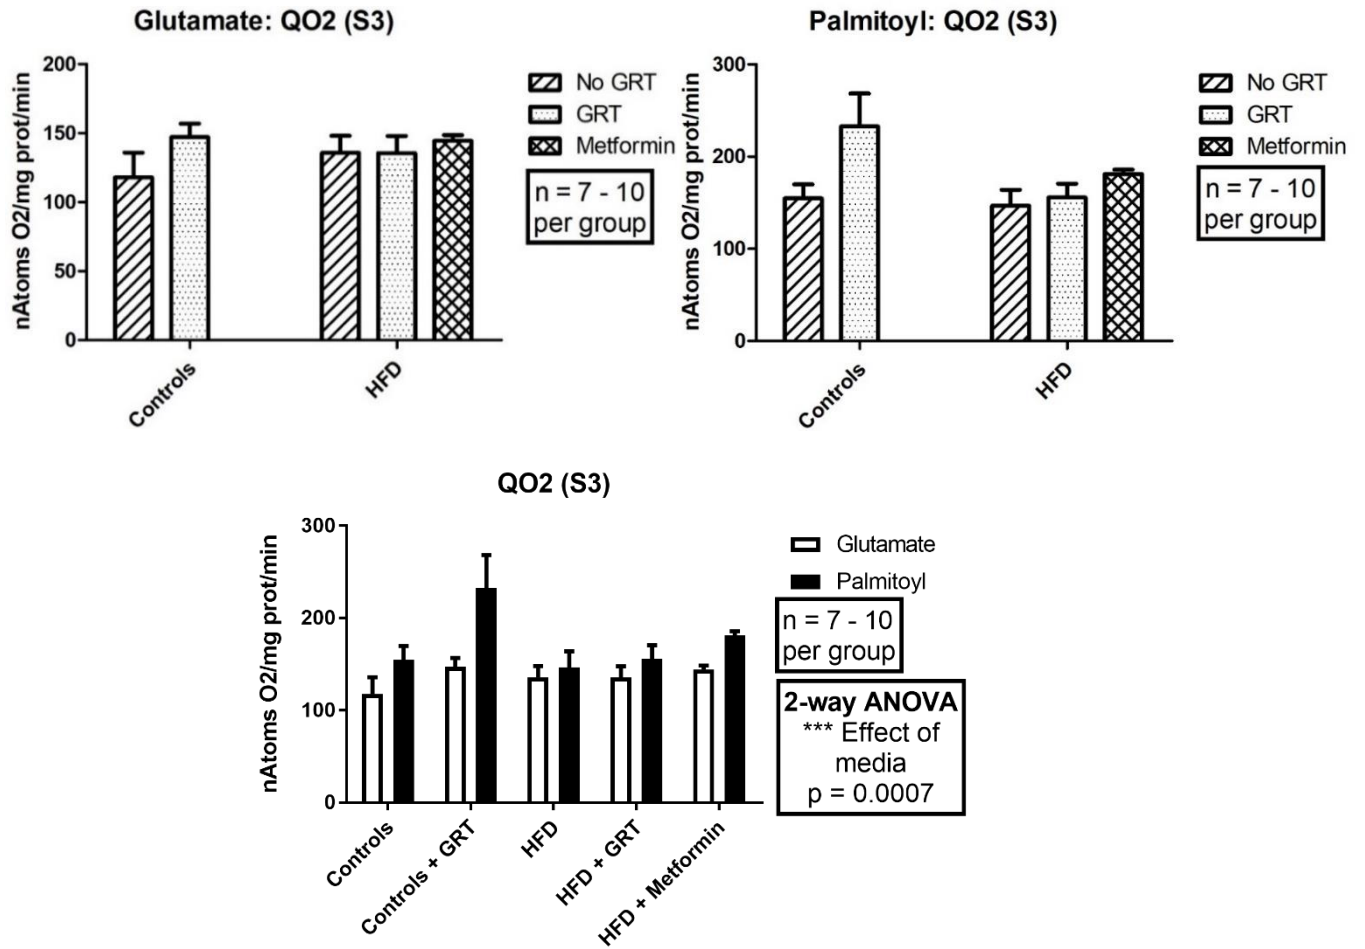 Glutamate: QO2 (S3)
nAtoms O2/mg prot/min
200
150
100
50
0
Controls
HFD
No GRT
GRT
Metformin
n = 7 - 10
per group
Palmitoyl: QO2 (S3)
nAtoms O2/mg prot/min
300
200
100
0
Controls
HFD
No GRT
GRT
Metformin
n = 7 - 10
per group
QO2 (S3)
nAtoms O2/mg prot/min
300
200
100
0
Controls
Controls + GRT
HFD
HFD + GRT
HFD + Metformin
Glutamate
Palmitoyl
n = 7 - 10
per group
2-way ANOVA
*** Effect of
media
p = 0.0007